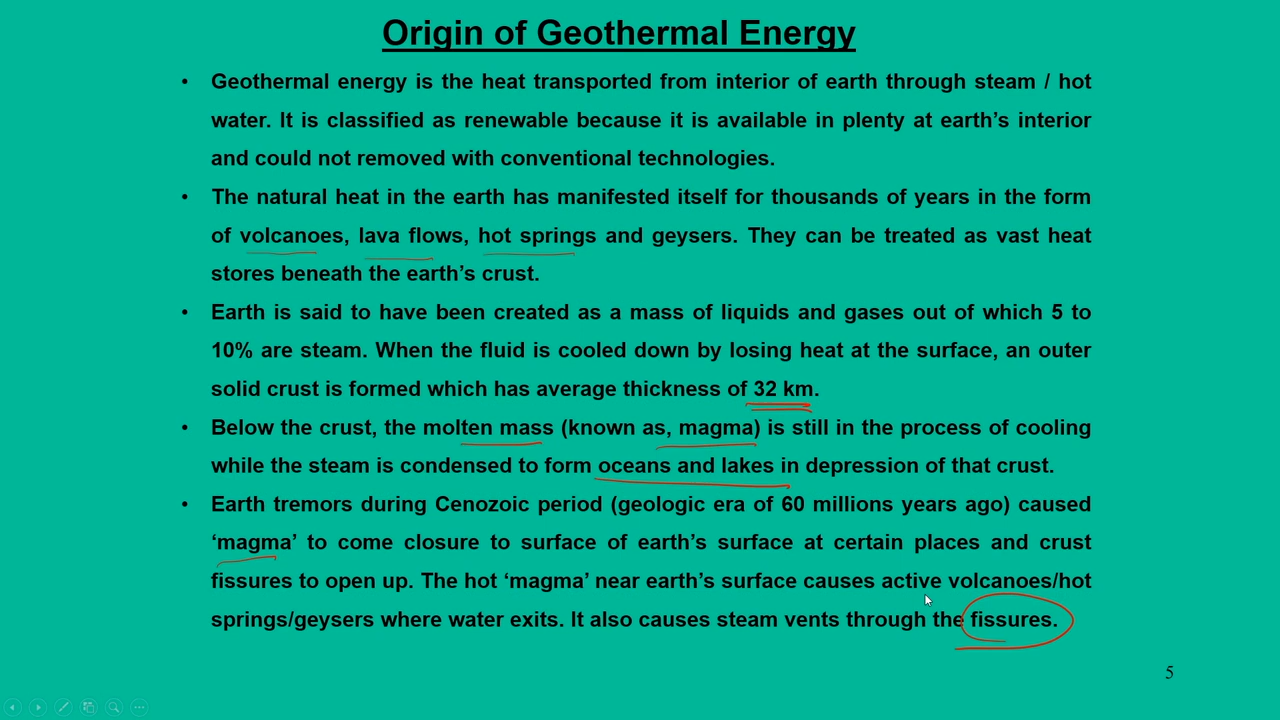 Origin of Geothermal Energy
• Geothermal energy is the heat transported from interior of earth through steam / hot
water. It is classified as renewable because it is available in plenty at earth’s interior
and could not removed with conventional technologies.
• The natural heat in the earth has manifested itself for thousands of years in the form
of volcanoes, lava flows, hot springs and geysers. They can be treated as vast heat
stores beneath the earth’s crust.
• Earth is said to have been created as a mass of liquids and gases out of which 5 to
10% are steam. When the fluid is cooled down by losing heat at the surface, an outer
solid crust is formed which has average thickness of 32 km.
• Below the crust, the molten mass (known as, magma) is still in the process of cooling
while the steam is condensed to form oceans and lakes in depression of that crust.
• Earth tremors during Cenozoic period (geologic era of 60 millions years ago) caused
‘magma’ to come closure to surface of earth’s surface at certain places and crust
fissures to open up. The hot ‘magma’ near earth’s surface causes active volcanoes/hot
springs/geysers where water exits. It also causes steam vents through the fissures.
5